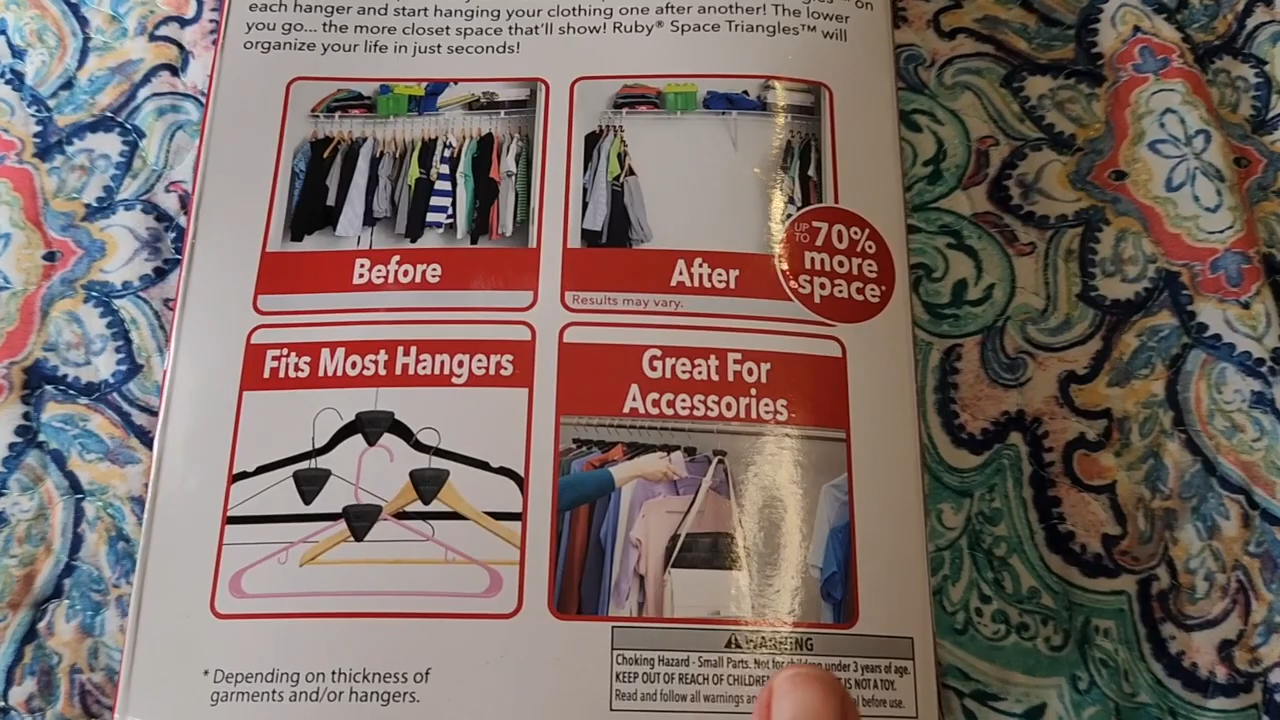 on
each hanger and start hanging your clothing one after another! The lower
you go... the more closet space that'll show! Ruby® Space Triangles™ will
organize your life in just seconds!
Before
After
Results may vary.
UP TO 70%
more
space*
Fits Most Hangers
Great For
Accessories
WARNING
Choking Hazard - Small Parts. Not for children under 3 years of age.
KEEP OUT OF REACH OF IS NOT A TOY.
Read and follow all warnings before use.
* Depending on thickness of
garments and/or hangers.